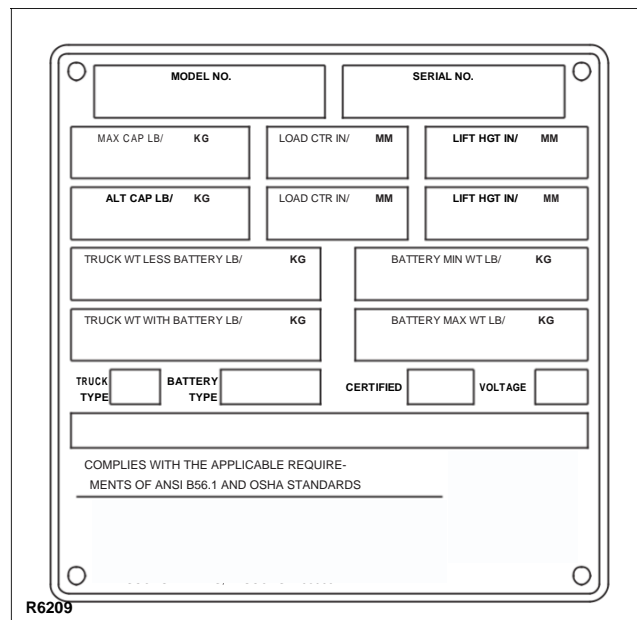 MODEL NO. SERIAL NO.
MAX CAP LB/ KG LOAD CTR IN/ MM LIFT HGT IN/ MM
ALT CAP LB/ KG LOAD CTR IN/ MM LIFT HGT IN/ MM
TRUCK WT LESS BATTERY LB/ KG BATTERY MIN WT LB/ KG
TRUCK WT WITH BATTERY LB/ KG BATTERY MAX WT LB/ KG
TRUCK BATTERY
TYPE TYPE CERTIFIED VOLTAGE
COMPLIES WITH THE APPLICABLE REQUIRE-
MENTS OF ANSI B56.1 AND OSHA STANDARDS
R6209